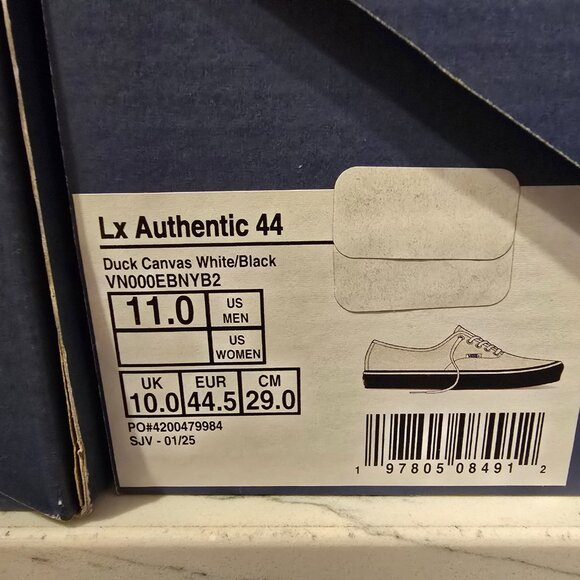 Lx Authentic 44
Duck Canvas White/Black
VN000EBNYB2
11.0 US MEN
US WOMEN
UK EUR CM
10.0 44.5 29.0
PO#4200479984
SJV - 01/25
1 97805 08491 2